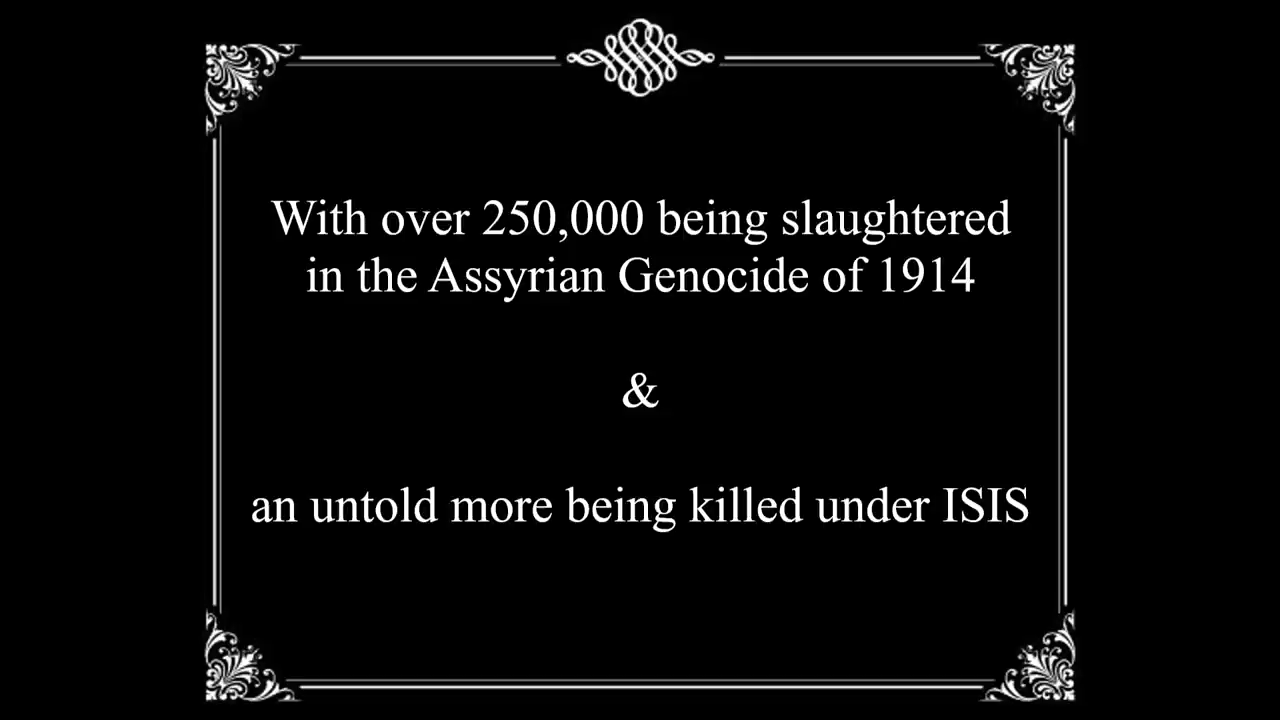 With over 250,000 being slaughtered
in the Assyrian Genocide of 1914
&
an untold more being killed under ISIS